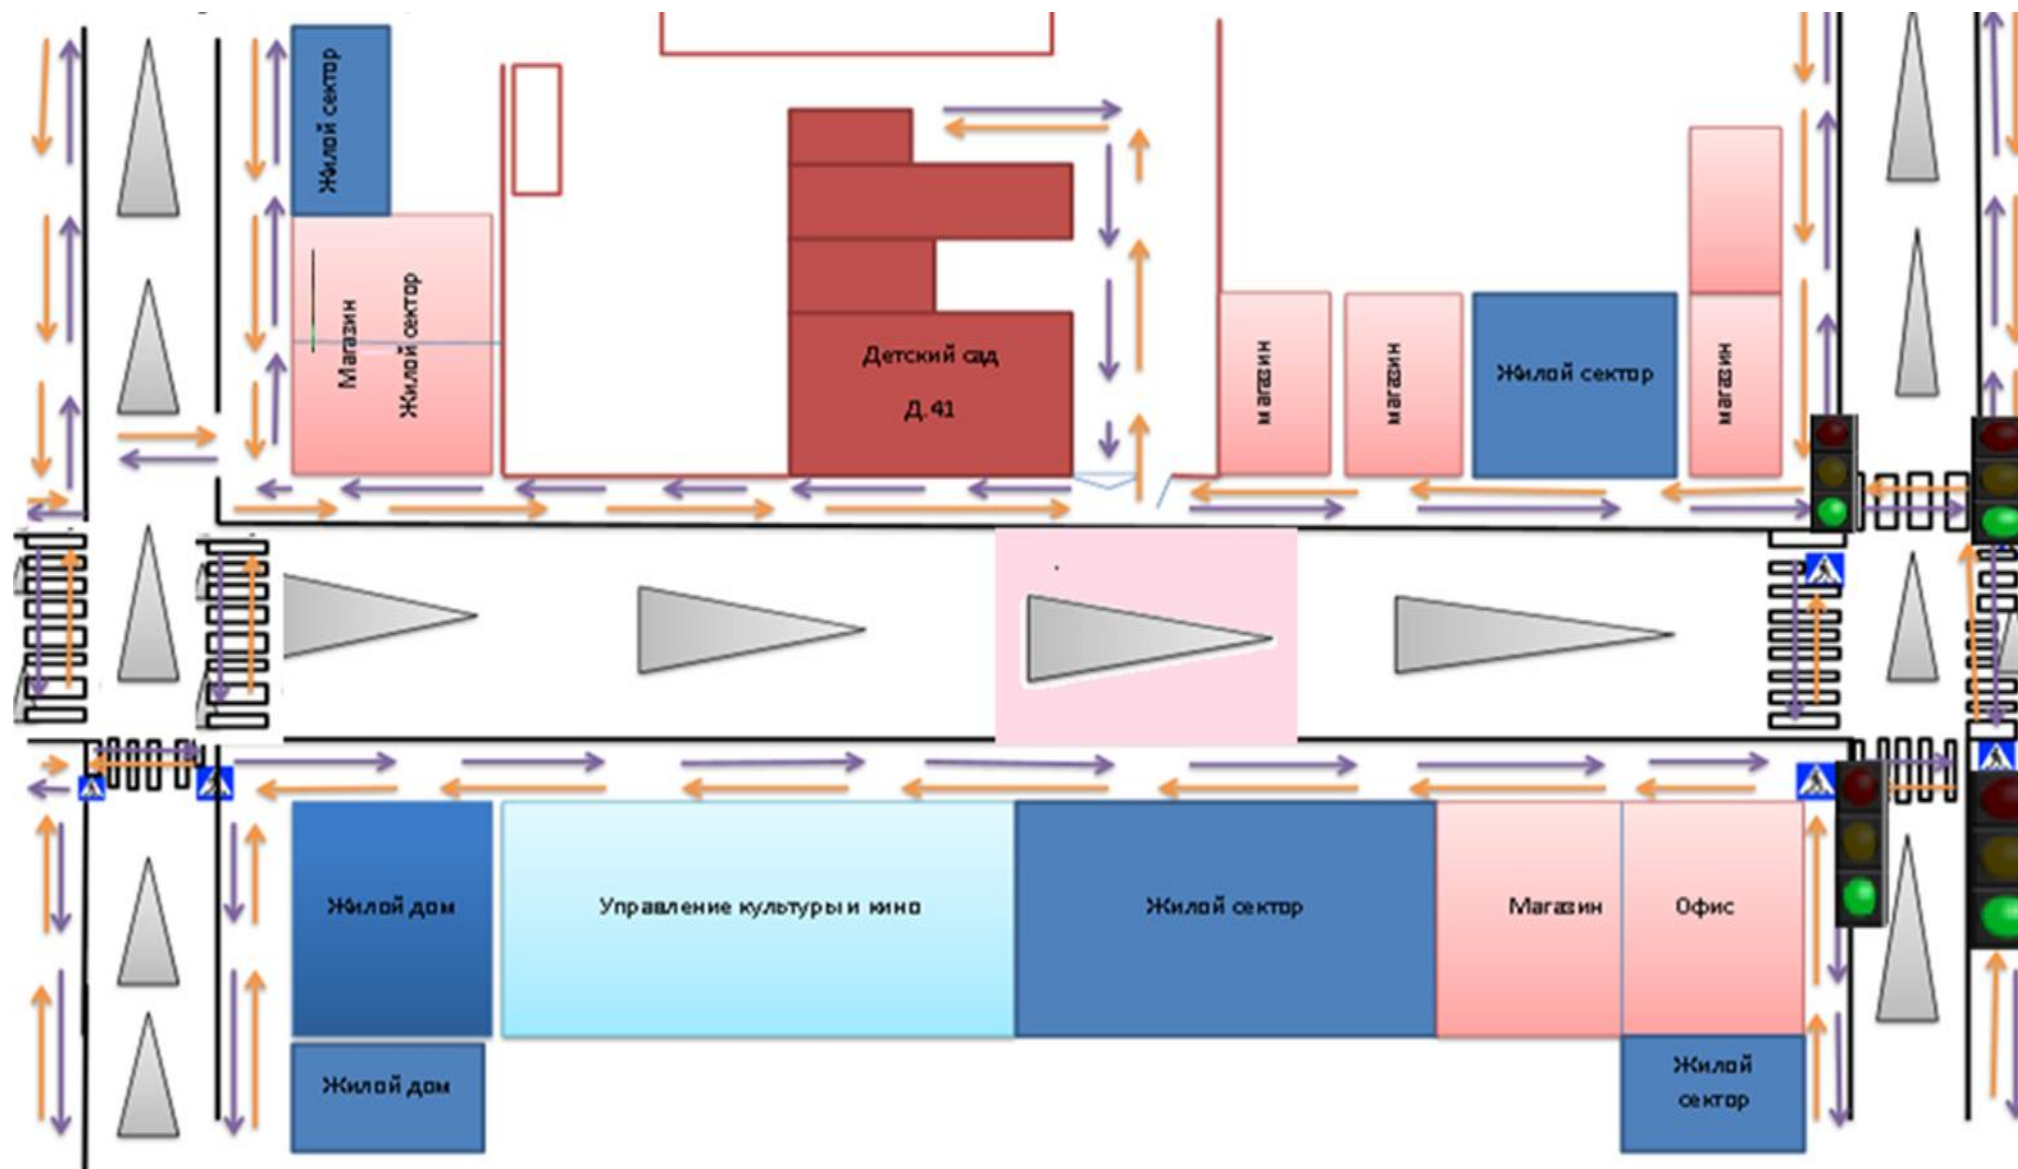 Жилой сектор
Магазин
Жилой сектор
Детский сад
Д.41
магазин
магазин
Жилой сектор
магазин
Жилой дом
Управление культуры и кино
Жилой сектор
Магазин
Офис
Жилой дом
Жилой
сектор